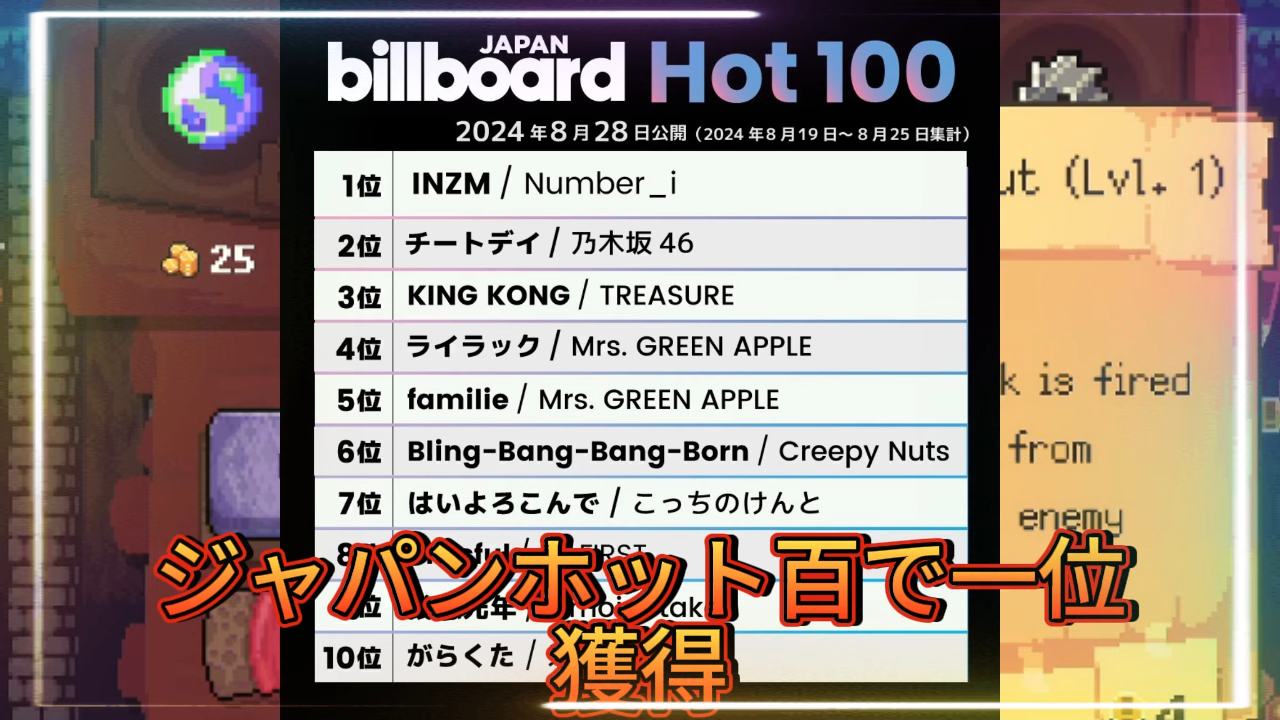 JAPAN
billboard Hot 100
2024年8月28日公開（2024年8月19日〜8月25日集計）
1位 INZM / Number_i
2位 チートデイ / 乃木坂46
3位 KING KONG / TREASURE
4位 ライラック / Mrs. GREEN APPLE
5位 familie / Mrs. GREEN APPLE
6位 Bling-Bang-Bang-Born / Creepy Nuts
7位 はいよろこんで / こっちのけんと
10位 がらくた /
25
(Lvl. 1)
is fired
from
enemy
ジャパンホット百で一位
獲得